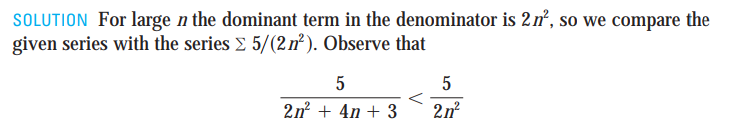 SOLUTION For large n the dominant term in the denominator is 2n², so we compare the
given series with the series Σ 5/(2n²). Observe that
5/(2n² + 4n + 3) < 5/(2n²)